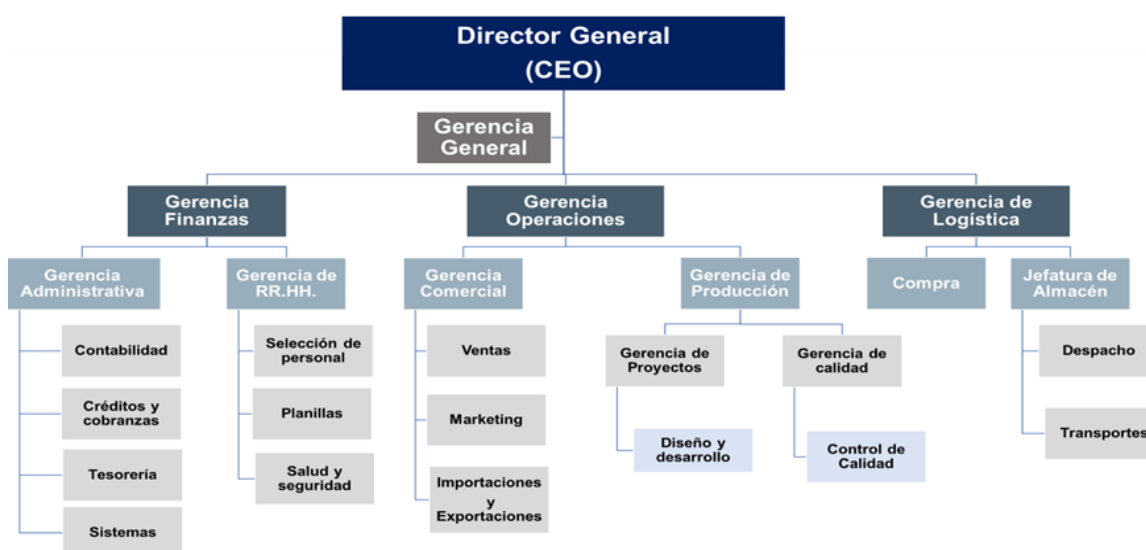 Director General
(CEO)
Gerencia
General
Gerencia
Finanzas
Gerencia
Operaciones
Gerencia de
Logística
Gerencia
Administrativa
Gerencia de
RR.HH.
Gerencia
Comercial
Gerencia de
Producción
Compra
Jefatura de
Almacén
Contabilidad
Créditos y
cobranzas
Tesorería
Sistemas
Selección de
personal
Planillas
Salud y
seguridad
Ventas
Marketing
Importaciones
y
Exportaciones
Gerencia de
Proyectos
Diseño y
desarrollo
Gerencia de
calidad
Control de
Calidad
Despacho
Transportes